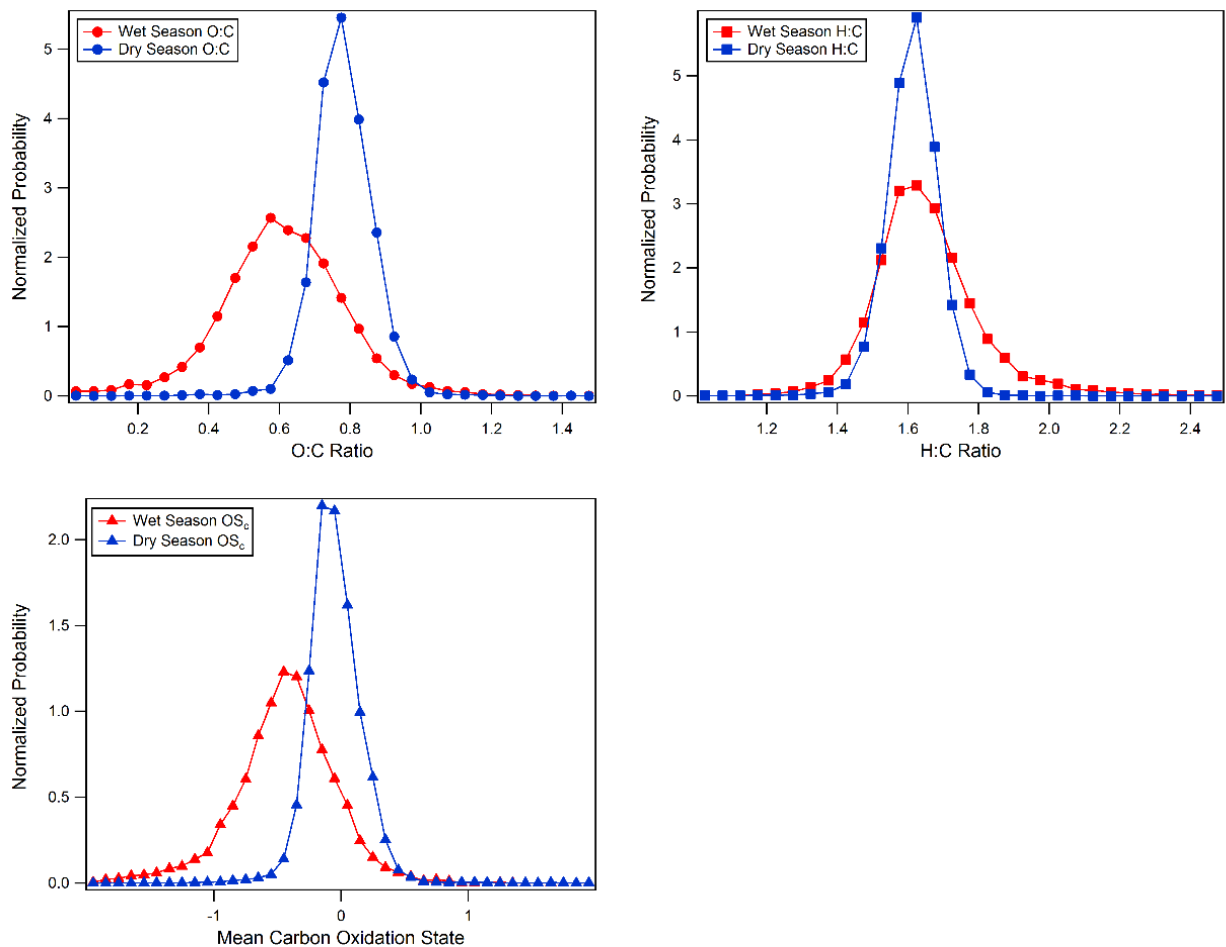 Wet Season O:C
Dry Season O:C
Normalized Probability
5
4
3
2
1
0
0.2 0.4 0.6 0.8 1.0 1.2 1.4
O:C Ratio
Wet Season H:C
Dry Season H:C
Normalized Probability
5
4
3
2
1
0
1.2 1.4 1.6 1.8 2.0 2.2 2.4
H:C Ratio
Wet Season OSc
Dry Season OSc
Normalized Probability
2.0
1.5
1.0
0.5
0.0
-1 0 1
Mean Carbon Oxidation State